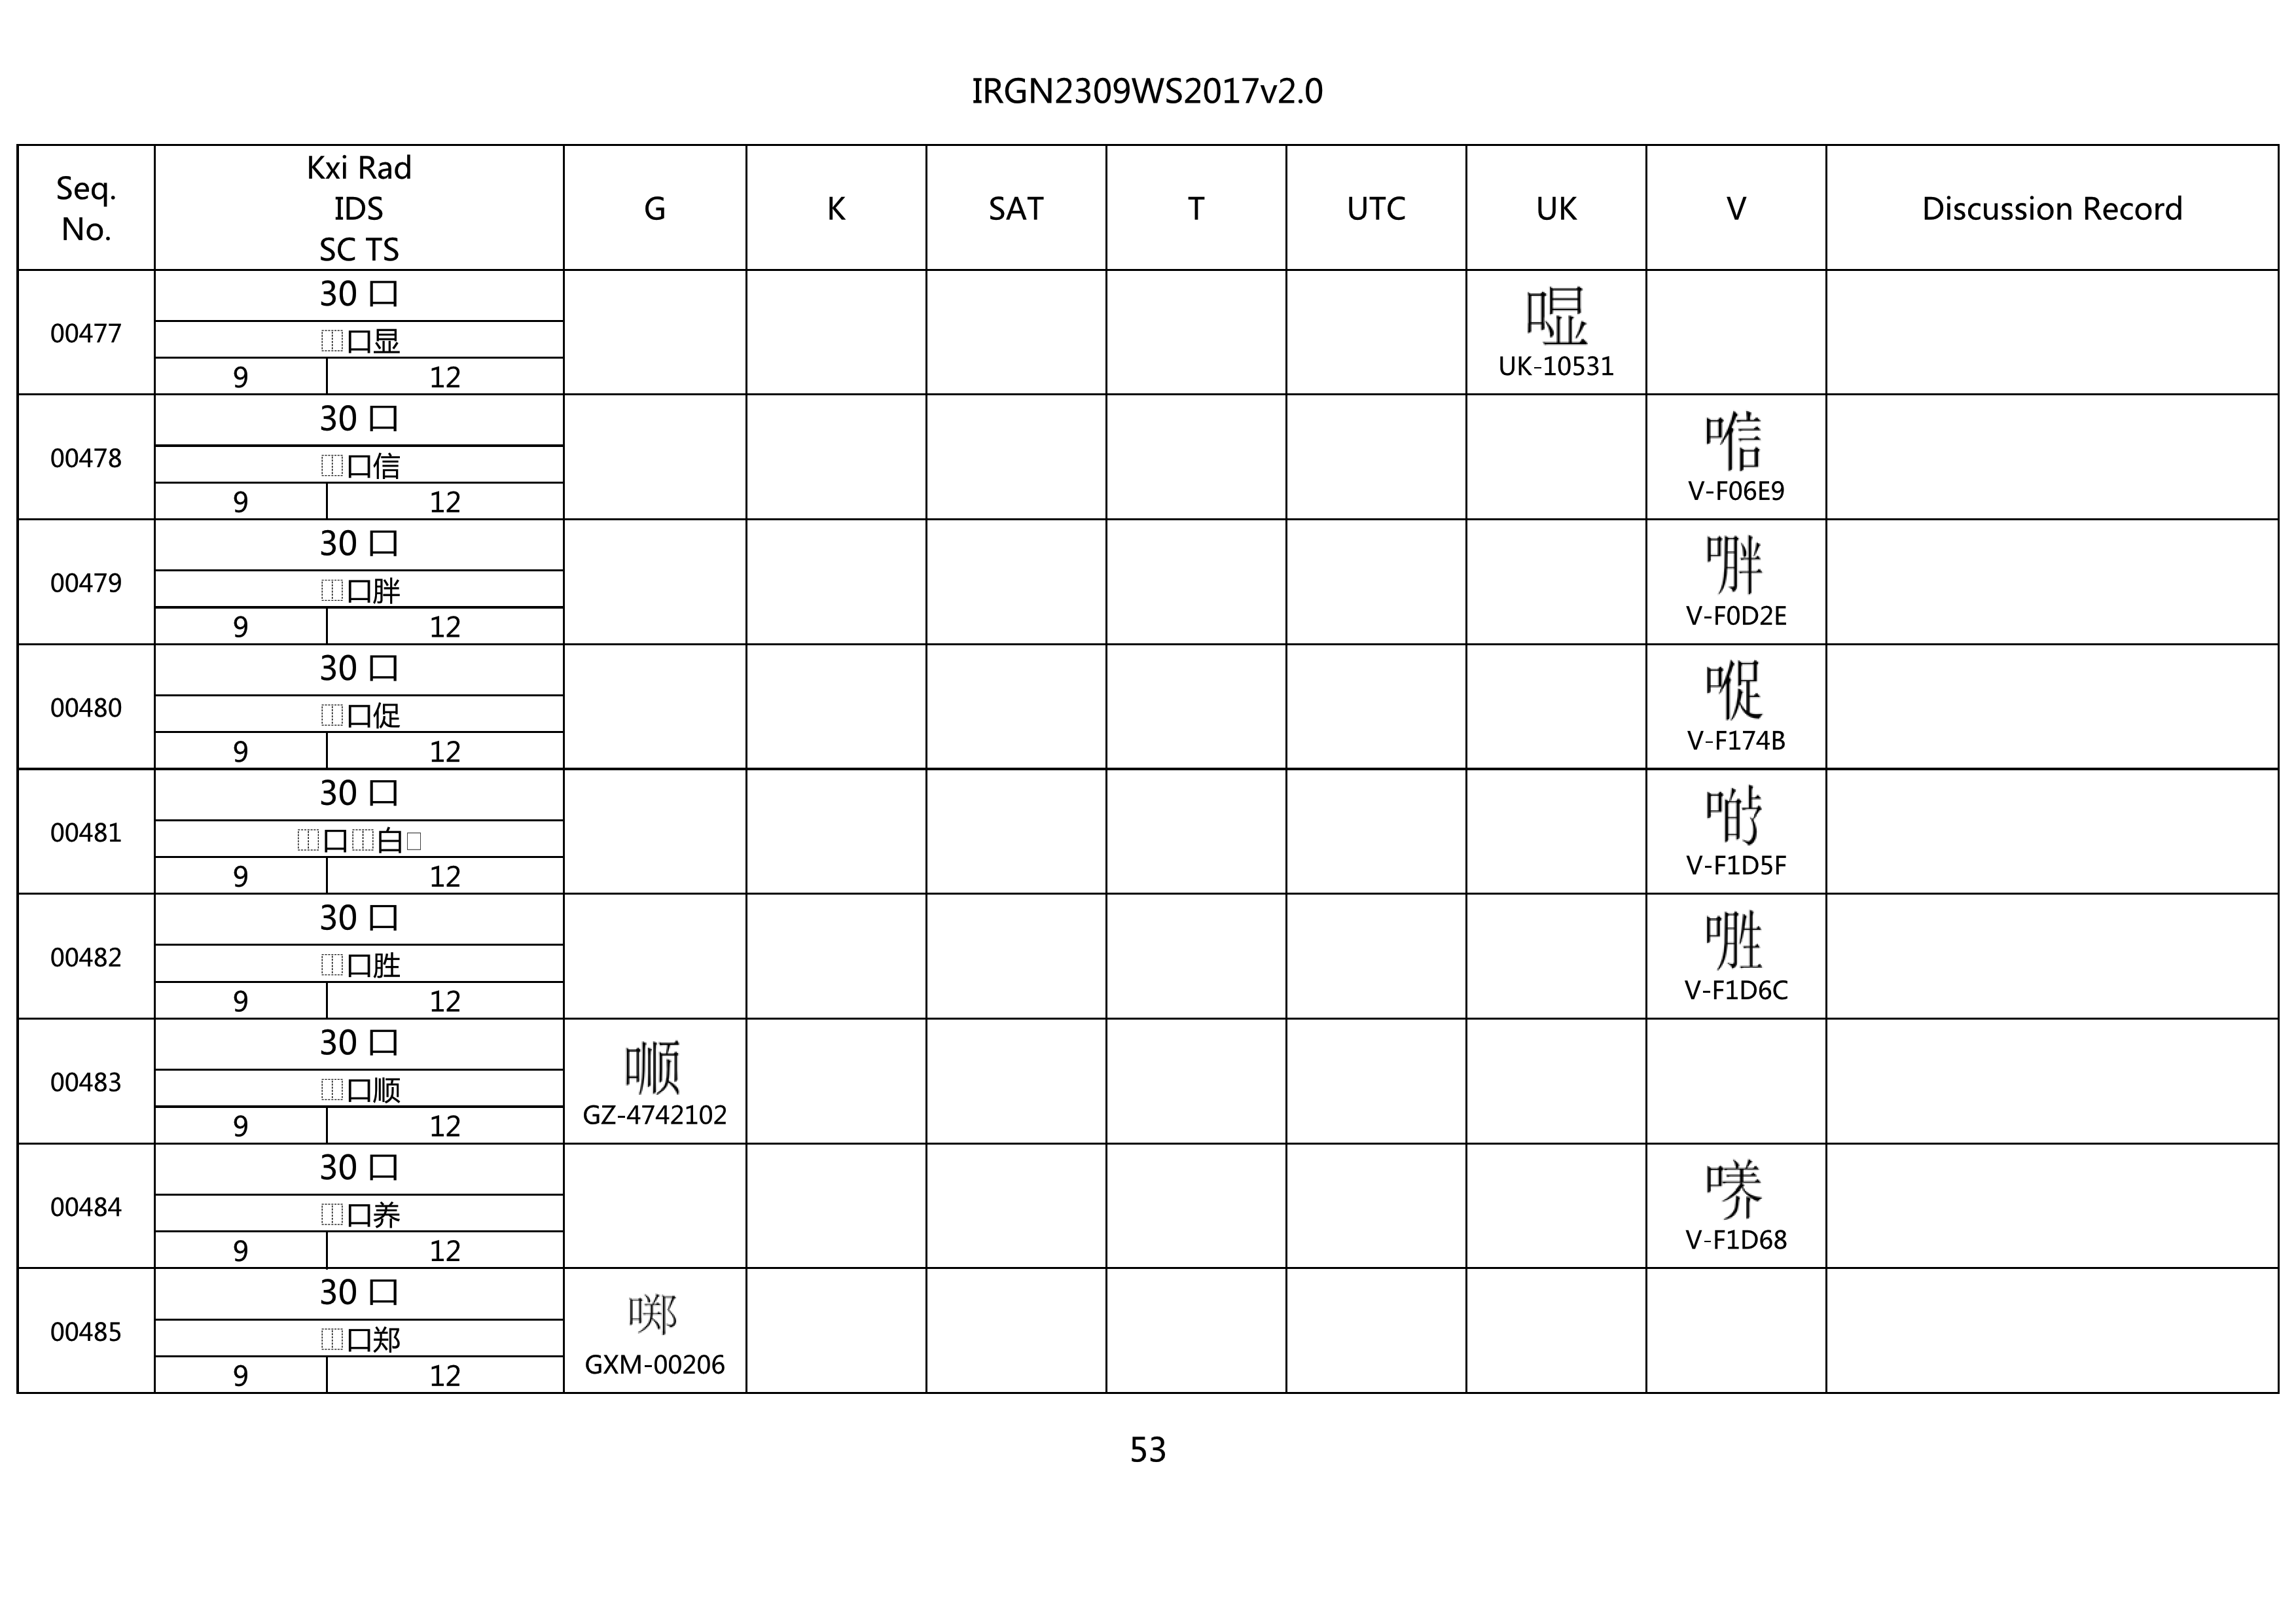 IRGN2309WS2017v2.0
Seq. No. Kxi Rad IDS SC TS G K SAT T UTC UK V Discussion Record
00477
30 口
⿰口显
9 12
UK-10531
00478
30 口
⿰口信
9 12
V-F06E9
00479
30 口
⿰口胖
9 12
V-F0D2E
00480
30 口
⿰口促
9 12
V-F174B
00481
30 口
⿰口⿰白
9 12
V-F1D5F
00482
30 口
⿰口胜
9 12
V-F1D6C
00483
30 口
⿰口顺
9 12
GZ-4742102
00484
30 口
⿰口养
9 12
V-F1D68
00485
30 口
⿰口郑
9 12
GXM-00206
53